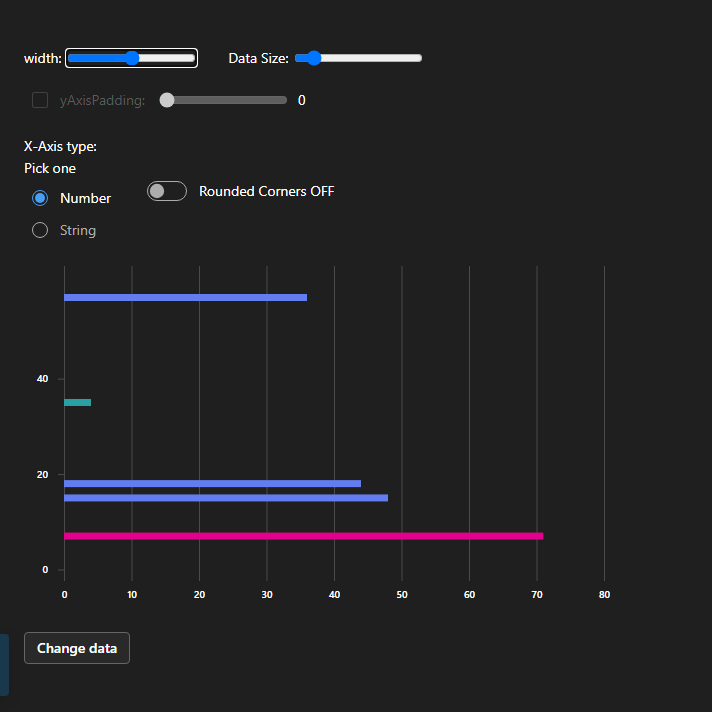 width: Data Size:
yAxisPadding: 0
X-Axis type:
Pick one
Number
Rounded Corners OFF
String
40
20
0
0 10 20 30 40 50 60 70 80
Change data